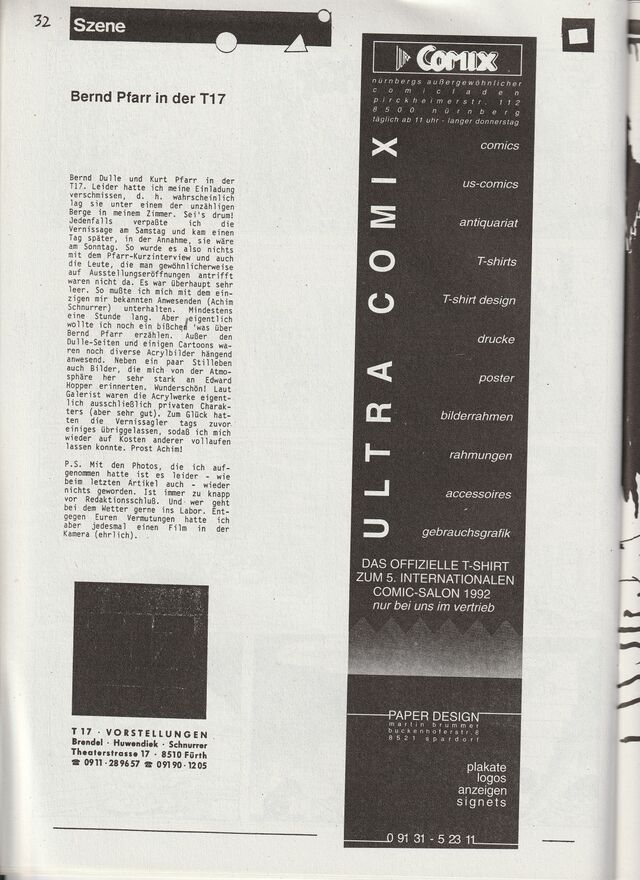 32
Szene
Bernd Pfarr in der T17
Bernd Dulle und Kurt Pfarr in der
T17. Leider hatte ich meine Einladung
verschmissen, d. h. wahrscheinlich
lag sie unter einem der unzähligen
Berge in meinem Zimmer. Sei's drum!
Jedenfalls verpaßte ich die
Vernissage am Samstag und kam einen
Tag später, in der Annahme, sie wäre
am Sonntag. So wurde es also nichts
mit dem Pfarr-Kurzinterview und auch
die Leute, die man gewöhnlicherweise
auf Ausstellungseröffnungen antrifft
waren nicht da. Es war überhaupt sehr
leer. So mußte ich mich mit dem ein-
zigen mir bekannten Anwesenden (Achim
Schnurrer) unterhalten. Mindestens
eine Stunde lang. Aber eigentlich
wollte ich noch ein bißchen 'was über
Bernd Pfarr erzählen. Außer den
Dulle-Seiten und einigen Cartoons wa-
ren noch diverse Acrylbilder hängend
anwesend. Neben ein paar Stilleben
auch Bilder, die mich von der Atmo-
sphäre her sehr stark an Edward
Hopper erinnerten. Wunderschön! Laut
Galerist waren die Acrylwerke eigent-
lich ausschließlich privaten Charak-
ters (aber sehr gut). Zum Glück hat-
ten die Vernissagler tags zuvor
einiges übriggelassen, sodaß ich mich
wieder auf Kosten anderer vollaufen
lassen konnte. Prost Achim!
P.S. Mit den Photos, die ich auf-
genommen hatte ist es leider - wie
beim letzten Artikel auch - wieder
nichts geworden. Ist immer zu knapp
vor Redaktionsschluß. Und wer geht
bei dem Wetter gerne ins Labor. Ent-
gegen Euren Vermutungen hatte ich
aber jedesmal einen Film in der
Kamera (ehrlich).
T 17 · VORSTELLUNGEN
Brendel · Huwendiek · Schnurrer
Theaterstrasse 17 · 8510 Fürth
☎ 0911·289657 ☎ 09190·1205
COMIX
nürnbergs außergewöhnlicher
comicladen
pirckheimerstr. 112
8500 nürnberg
täglich ab 11 uhr - langer donnerstag
ULTRA COMIX
comics
us-comics
antiquariat
T-shirts
T-shirt design
drucke
poster
bilderrahmen
rahmungen
accessoires
gebrauchsgrafik
DAS OFFIZIELLE T-SHIRT
ZUM 5. INTERNATIONALEN
COMIC-SALON 1992
nur bei uns im vertrieb
PAPER DESIGN
martin brummer
buckenhoferstr. 6
8521 spardorf
plakate
logos
anzeigen
signets
0 91 31 - 5 23 11